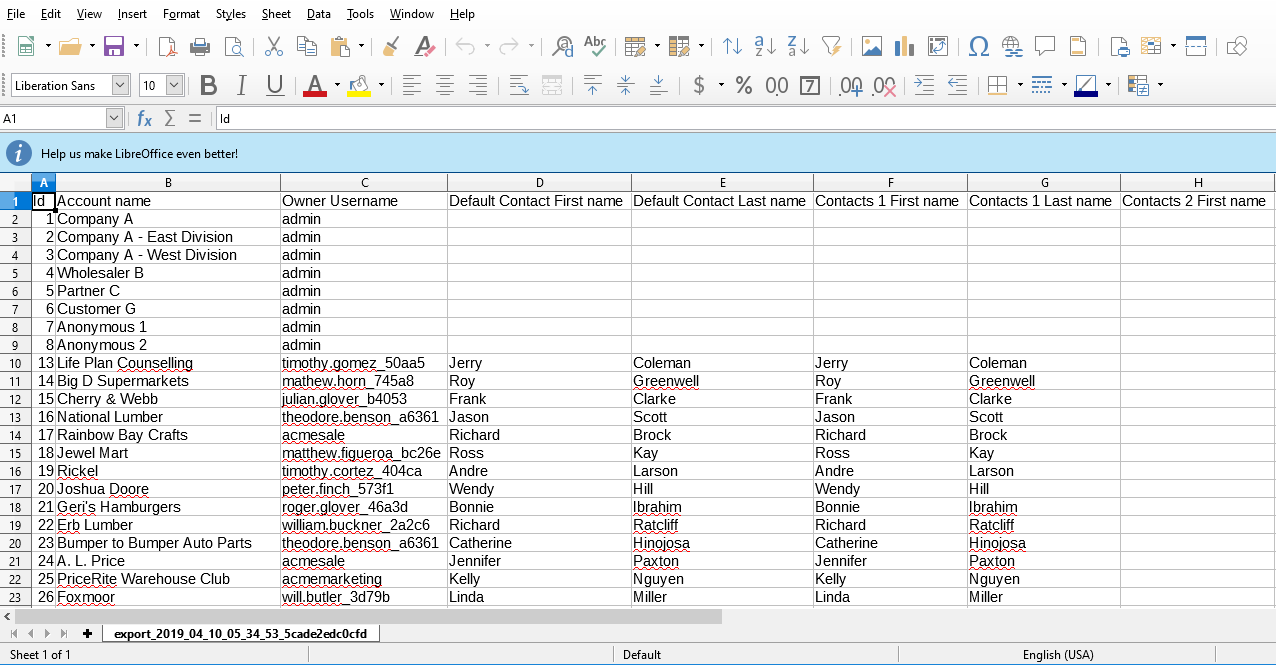 File Edit View Insert Format Styles Sheet Data Tools Window Help
Abc
Liberation Sans 10 B I U A $ % 00 7 .00 .00
A1 fx Σ = Id
Help us make LibreOffice even better!
A B C D E F G H
1 Id Account name Owner Username Default Contact First name Default Contact Last name Contacts 1 First name Contacts 1 Last name Contacts 2 First name
2 1 Company A admin
3 2 Company A - East Division admin
4 3 Company A - West Division admin
5 4 Wholesaler B admin
6 5 Partner C admin
7 6 Customer G admin
8 7 Anonymous 1 admin
9 8 Anonymous 2 admin
10 13 Life Plan Counselling timothy.gomez_50aa5 Jerry Coleman Jerry Coleman
11 14 Big D Supermarkets mathew.horn_745a8 Roy Greenwell Roy Greenwell
12 15 Cherry & Webb julian.glover_b4053 Frank Clarke Frank Clarke
13 16 National Lumber theodore.benson_a6361 Jason Scott Jason Scott
14 17 Rainbow Bay Crafts acmesale Richard Brock Richard Brock
15 18 Jewel Mart matthew.figueroa_bc26e Ross Kay Ross Kay
16 19 Rickel timothy.cortez_404ca Andre Larson Andre Larson
17 20 Joshua Doore peter.finch_573f1 Wendy Hill Wendy Hill
18 21 Geri's Hamburgers roger.glover_46a3d Bonnie Ibrahim Bonnie Ibrahim
19 22 Erb Lumber william.buckner_2a2c6 Richard Ratcliff Richard Ratcliff
20 23 Bumper to Bumper Auto Parts theodore.benson_a6361 Catherine Hinojosa Catherine Hinojosa
21 24 A. L. Price acmesale Jennifer Paxton Jennifer Paxton
22 25 PriceRite Warehouse Club acmemarketing Kelly Nguyen Kelly Nguyen
23 26 Foxmoor will.butler_3d79b Linda Miller Linda Miller
export_2019_04_10_05_34_53_5cade2edc0cfd
Sheet 1 of 1 Default English (USA)